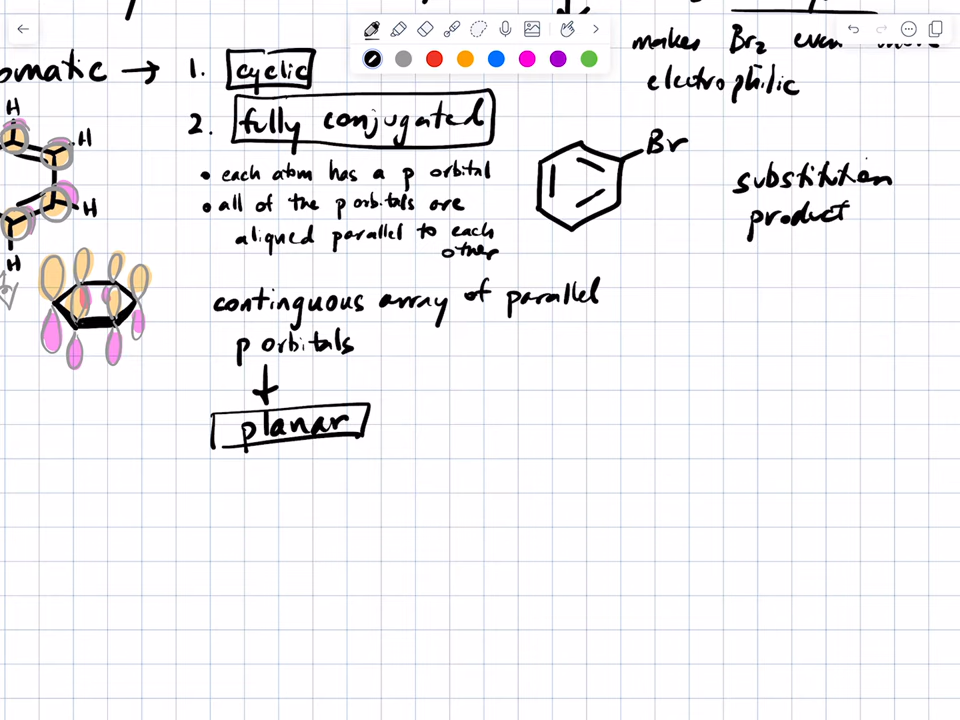 makes Br2 even
electrophilic
omatic → 1. cyclic
2. fully conjugated
• each atom has a p orbital
• all of the p orbitals are
aligned parallel to each
other
H
H
H
H
Br
substitution
product
continguous array of parallel
p orbitals
planar